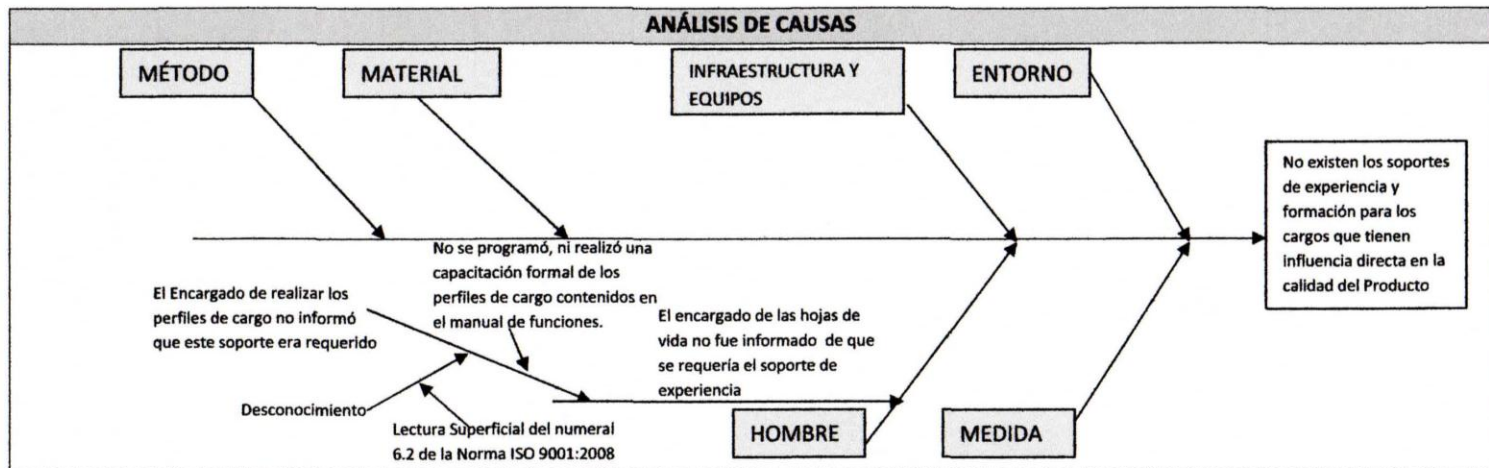 ANÁLISIS DE CAUSAS
MÉTODO
MATERIAL
INFRAESTRUCTURA Y
EQUIPOS
ENTORNO
No existen los soportes
de experiencia y
formación para los
cargos que tienen
influencia directa en la
calidad del Producto
No se programó, ni realizó una
capacitación formal de los
perfiles de cargo contenidos en
el manual de funciones.
El Encargado de realizar los
perfiles de cargo no informó
que este soporte era requerido
El encargado de las hojas de
vida no fue informado de que
se requería el soporte de
experiencia
Desconocimiento
Lectura Superficial del numeral
6.2 de la Norma ISO 9001:2008
HOMBRE
MEDIDA